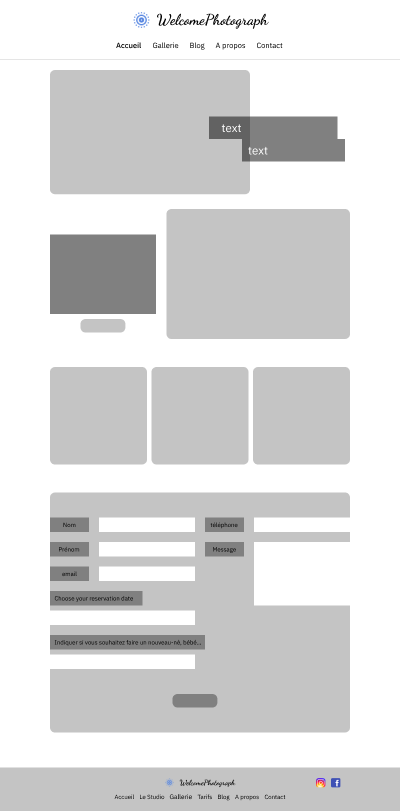 WelcomePhotograph
Accueil Gallerie Blog A propos Contact
text
text
Nom
téléphone
Prénom
Message
email
Choose your reservation date
Indiquer si vous souhaitez faire un nouveau-né, bébé...
WelcomePhotograph
Accueil Le Studio Gallerie Tarifs Blog A propos Contact